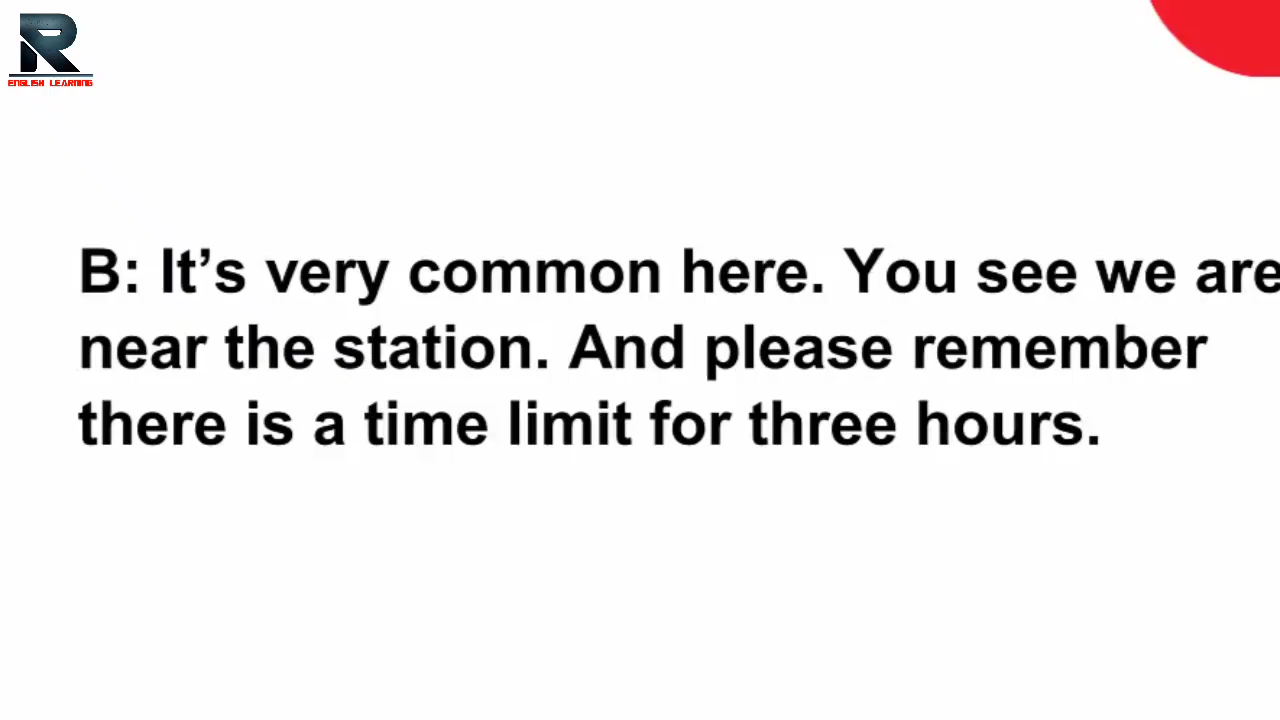 R
ENGLISH LEARNING
B: It’s very common here. You see we are
near the station. And please remember
there is a time limit for three hours.